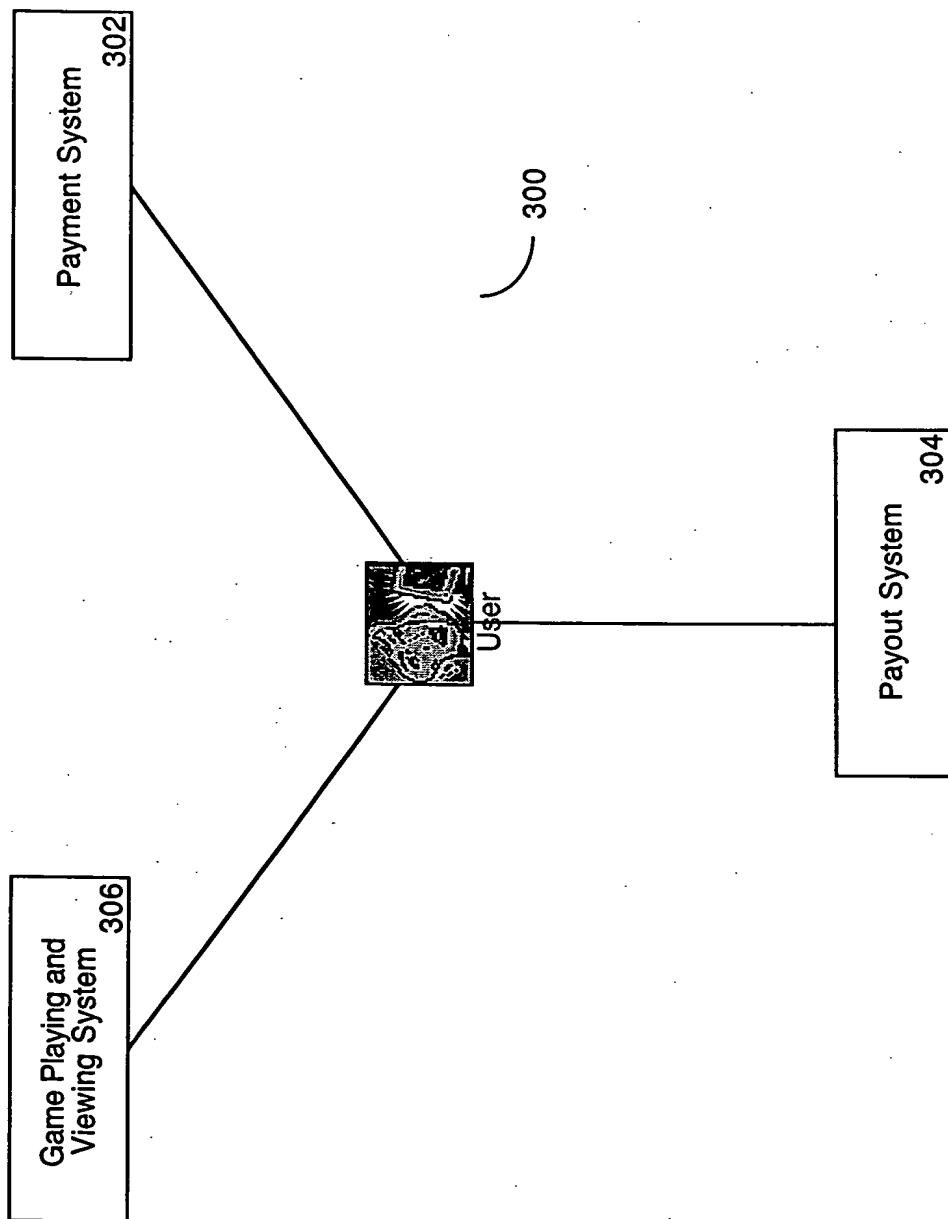 Game Playing and
Viewing System
306
Payment System
302
User
300
Payout System
304